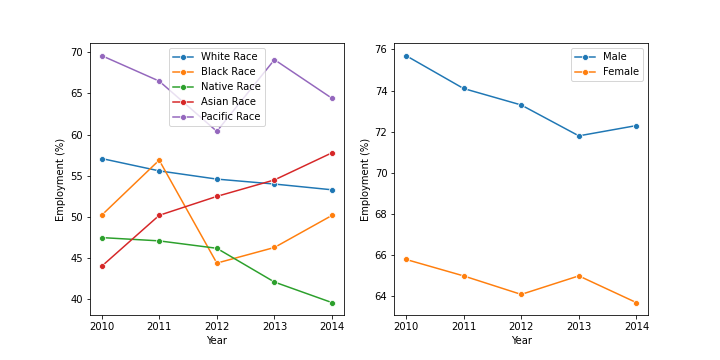 70
65
60
55
50
45
40
Employment (%)
2010 2011 2012 2013 2014
Year
White Race
Black Race
Native Race
Asian Race
Pacific Race
76
74
72
70
68
66
64
Employment (%)
2010 2011 2012 2013 2014
Year
Male
Female